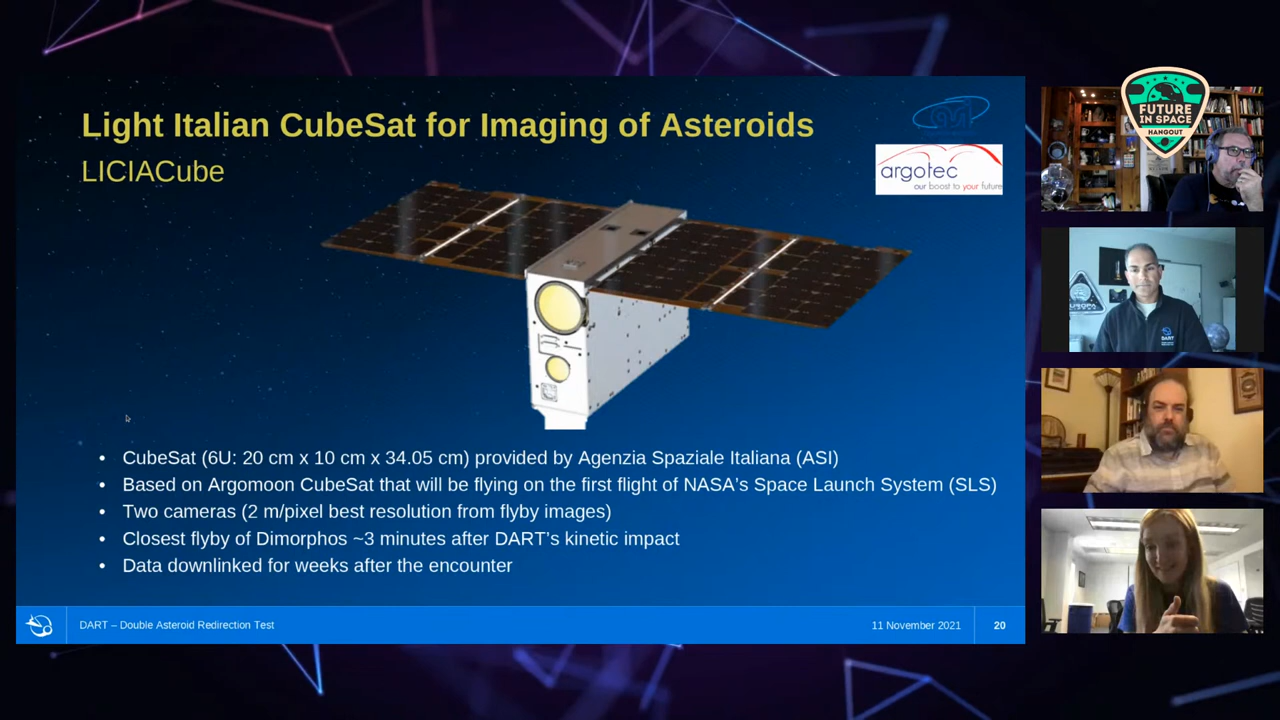 Light Italian CubeSat for Imaging of Asteroids
LICIACube
argotec
our boost to your future
• CubeSat (6U: 20 cm x 10 cm x 34.05 cm) provided by Agenzia Spaziale Italiana (ASI)
• Based on Argomoon CubeSat that will be flying on the first flight of NASA's Space Launch System (SLS)
• Two cameras (2 m/pixel best resolution from flyby images)
• Closest flyby of Dimorphos ~3 minutes after DART's kinetic impact
• Data downlinked for weeks after the encounter
DART – Double Asteroid Redirection Test
11 November 2021
20
FUTURE
IN SPACE
HANGOUT
DART